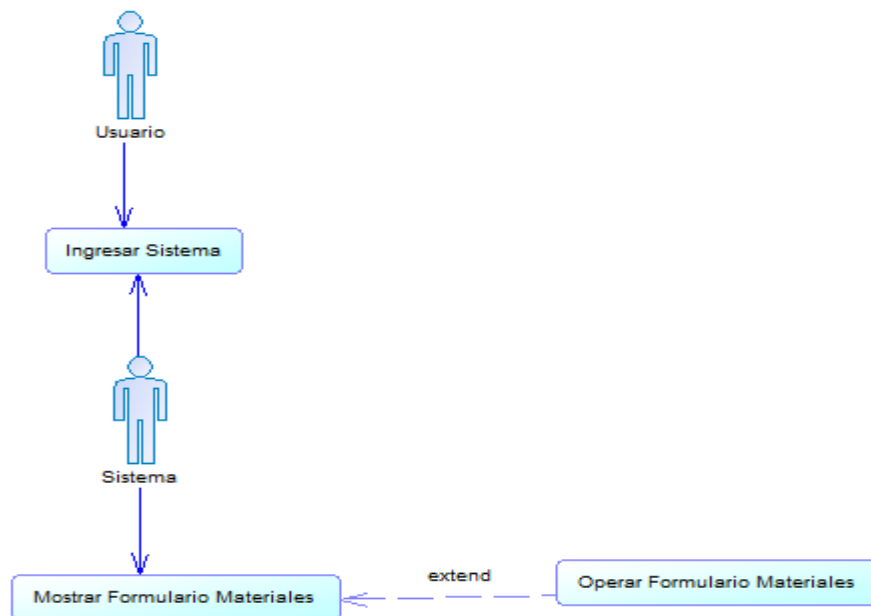 Usuario
Ingresar Sistema
Sistema
Mostrar Formulario Materiales
extend
Operar Formulario Materiales